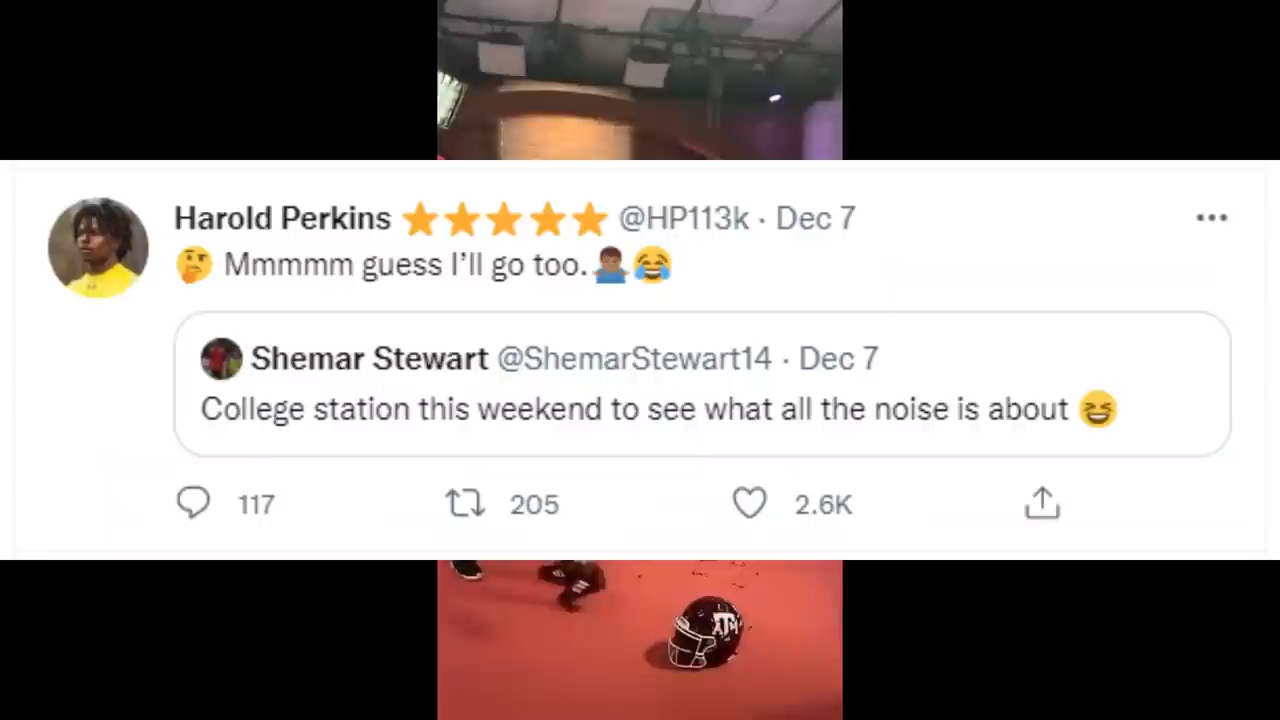 Harold Perkins ⭐⭐⭐⭐⭐ @HP113k · Dec 7
🤔 Mmmmm guess I’ll go too.🤷🏾‍♂️😂
Shemar Stewart @ShemarStewart14 · Dec 7
College station this weekend to see what all the noise is about 😆
117 205 2.6K
ATM